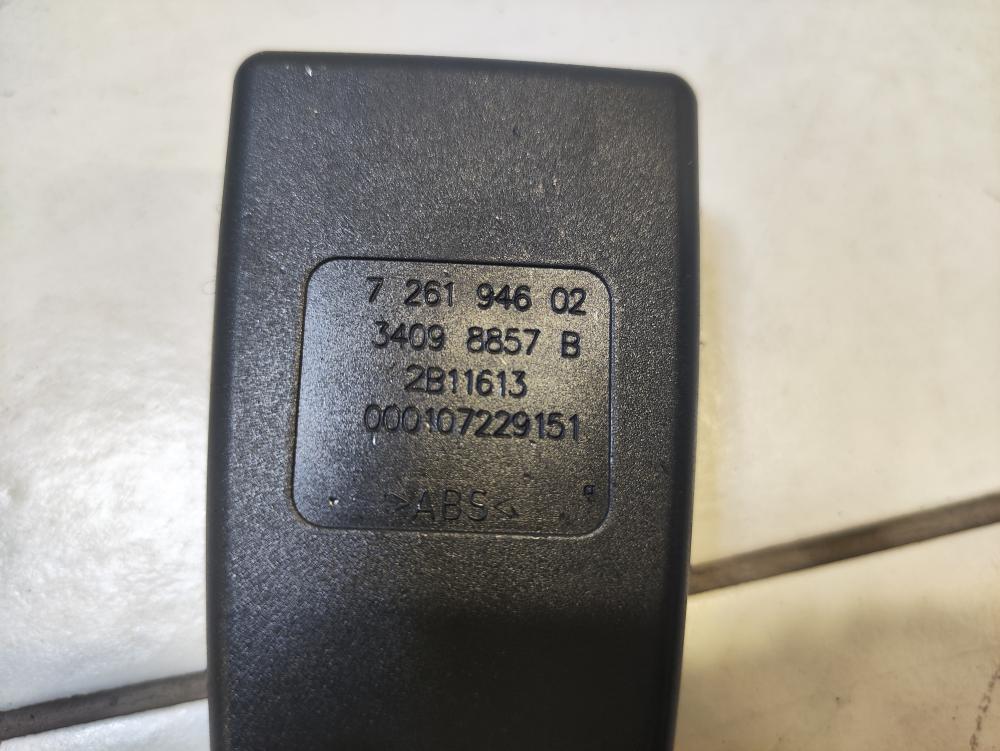 7 261 946 02
3409 8857 B
2B11613
000107229151
>ABS<